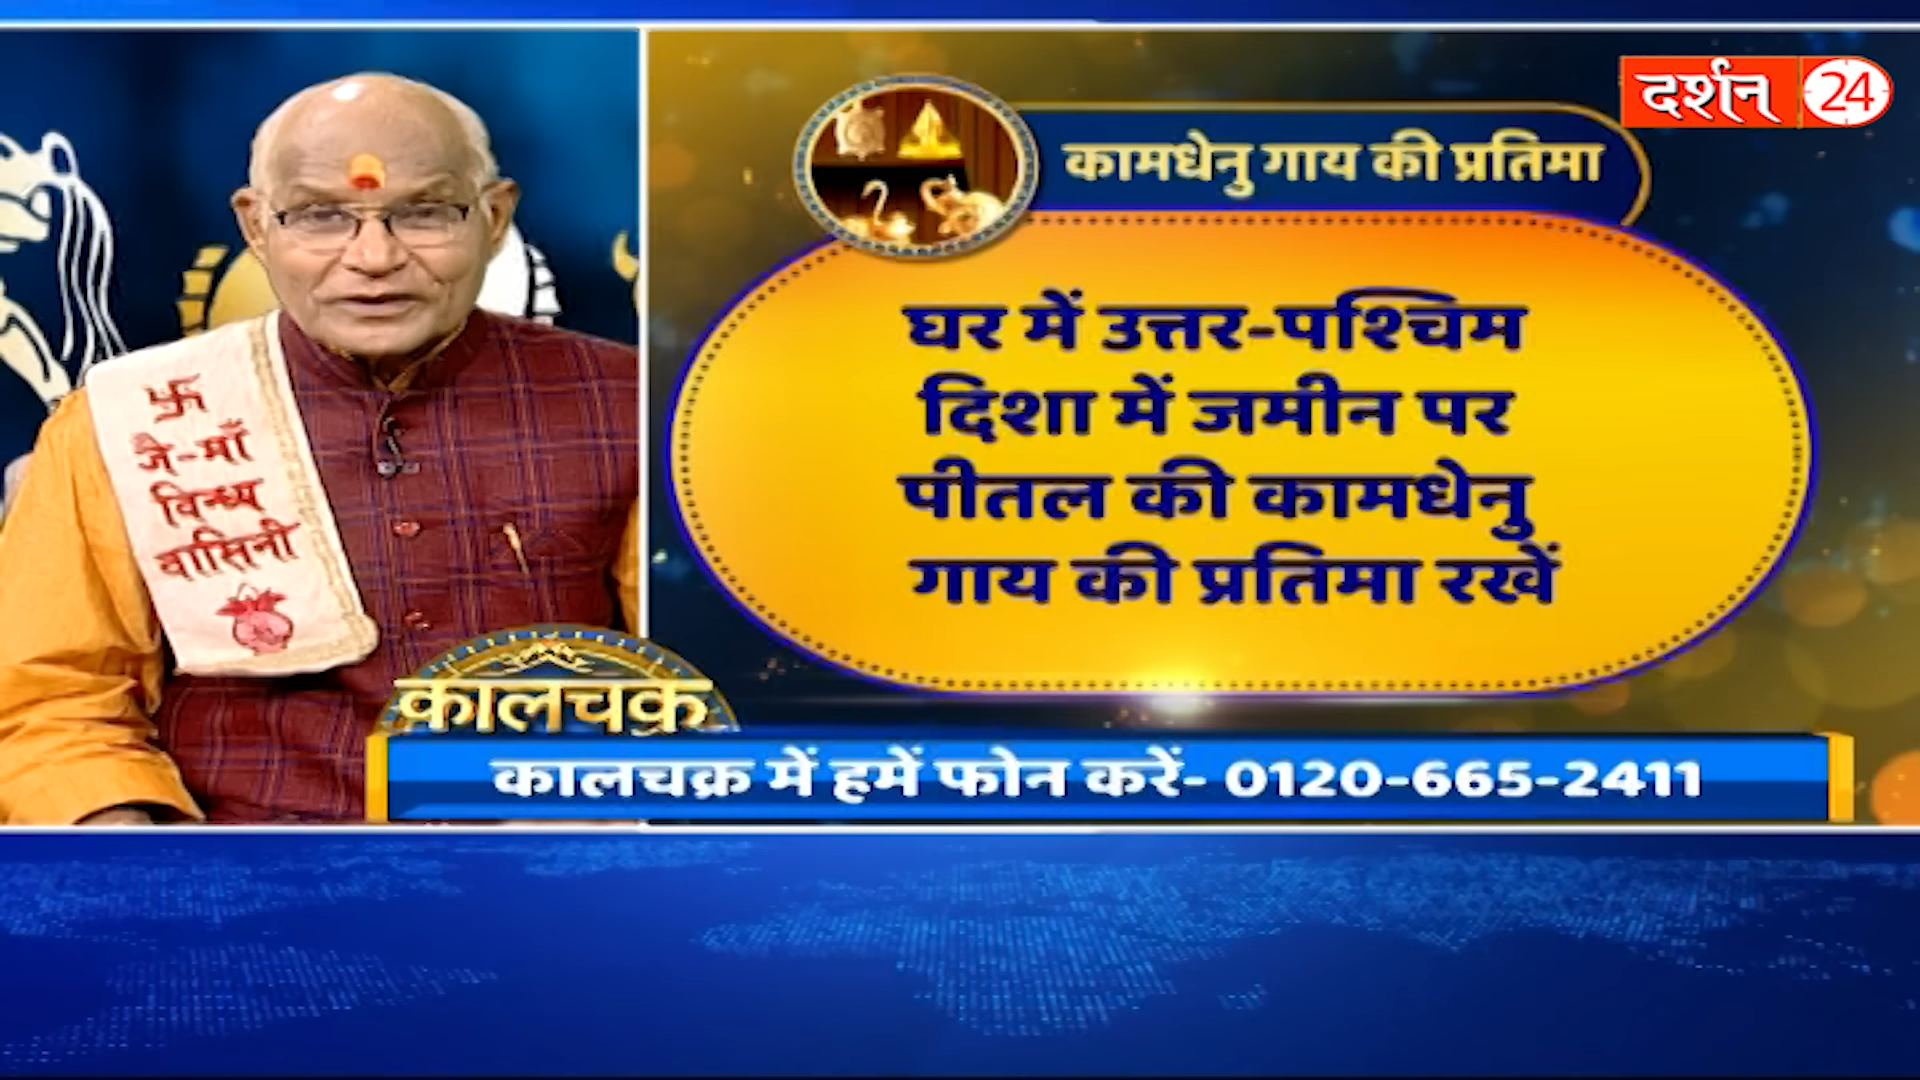 दर्शन 24
कामधेनु गाय की प्रतिमा
घर में उत्तर-पश्चिम
दिशा में जमीन पर
पीतल की कामधेनु
गाय की प्रतिमा रखें
जै-माँ
विन्ध्य
वासिनी
कालचक्र
कालचक्र में हमें फोन करें- 0120-665-2411